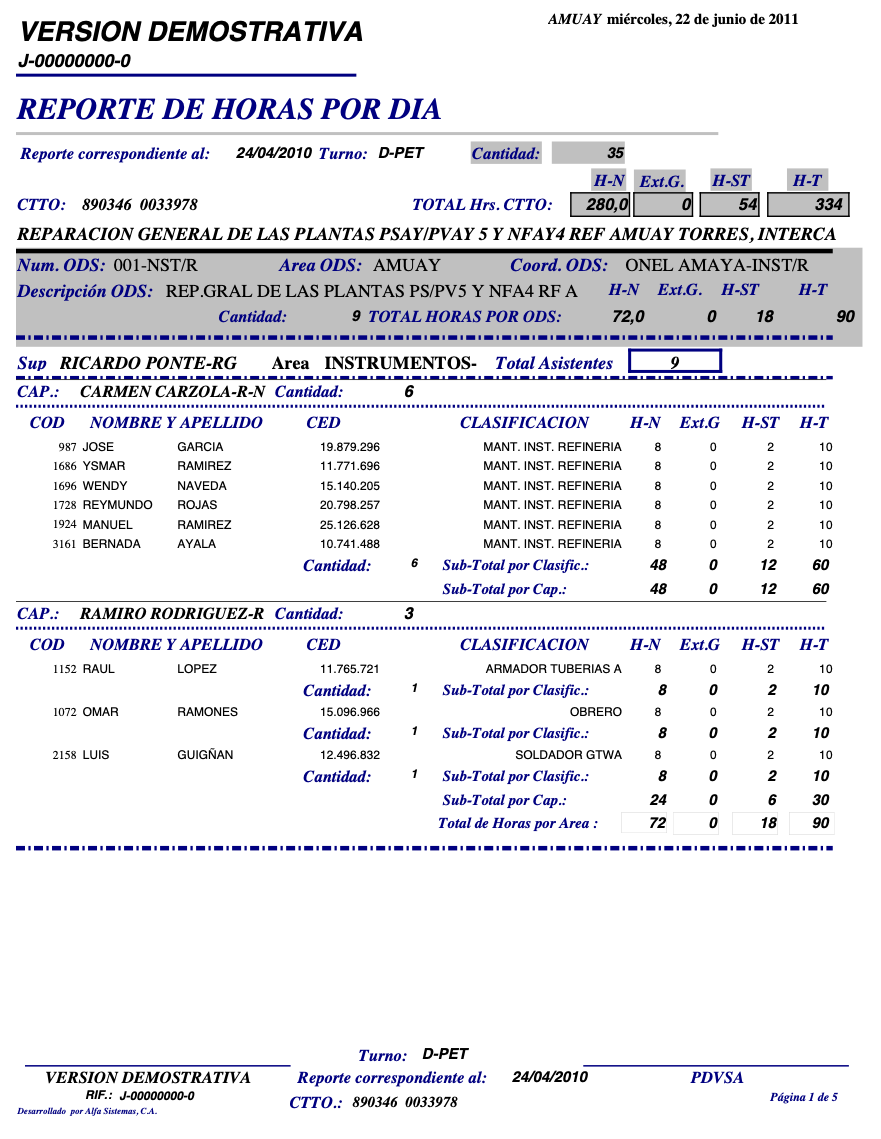 VERSION DEMOSTRATIVA
AMUAY miércoles, 22 de junio de 2011
J-00000000-0
REPORTE DE HORAS POR DIA
Reporte correspondiente al: 24/04/2010 Turno: D-PET Cantidad: 35
H-N Ext.G. H-ST H-T
CTTO: 890346 0033978 TOTAL Hrs. CTTO: 280,0 0 54 334
REPARACION GENERAL DE LAS PLANTAS PSAY/PVAY 5 Y NFAY4 REF AMUAY TORRES, INTERCA
Num. ODS: 001-NST/R Area ODS: AMUAY Coord. ODS: ONEL AMAYA-INST/R
Descripción ODS: REP.GRAL DE LAS PLANTAS PS/PV5 Y NFA4 RF A H-N Ext.G. H-ST H-T
Cantidad: 9 TOTAL HORAS POR ODS: 72,0 0 18 90
Sup RICARDO PONTE-RG Area INSTRUMENTOS- Total Asistentes 9
CAP.: CARMEN CARZOLA-R-N Cantidad: 6
COD NOMBRE Y APELLIDO CED CLASIFICACION H-N Ext.G H-ST H-T
987 JOSE GARCIA 19.879.296 MANT. INST. REFINERIA 8 0 2 10
1686 YSMAR RAMIREZ 11.771.696 MANT. INST. REFINERIA 8 0 2 10
1696 WENDY NAVEDA 15.140.205 MANT. INST. REFINERIA 8 0 2 10
1728 REYMUNDO ROJAS 20.798.257 MANT. INST. REFINERIA 8 0 2 10
1924 MANUEL RAMIREZ 25.126.628 MANT. INST. REFINERIA 8 0 2 10
3161 BERNADA AYALA 10.741.488 MANT. INST. REFINERIA 8 0 2 10
Cantidad: 6 Sub-Total por Clasific.: 48 0 12 60
Sub-Total por Cap.: 48 0 12 60
CAP.: RAMIRO RODRIGUEZ-R Cantidad: 3
COD NOMBRE Y APELLIDO CED CLASIFICACION H-N Ext.G H-ST H-T
1152 RAUL LOPEZ 11.765.721 ARMADOR TUBERIAS A 8 0 2 10
Cantidad: 1 Sub-Total por Clasific.: 8 0 2 10
1072 OMAR RAMONES 15.096.966 OBRERO 8 0 2 10
Cantidad: 1 Sub-Total por Clasific.: 8 0 2 10
2158 LUIS GUIGÑAN 12.496.832 SOLDADOR GTWA 8 0 2 10
Cantidad: 1 Sub-Total por Clasific.: 8 0 2 10
Sub-Total por Cap.: 24 0 6 30
Total de Horas por Area : 72 0 18 90
Turno: D-PET
VERSION DEMOSTRATIVA Reporte correspondiente al: 24/04/2010 PDVSA
RIF.: J-00000000-0 CTTO.: 890346 0033978 Página 1 de 5
Desarrollado por Alfa Sistemas, C.A.